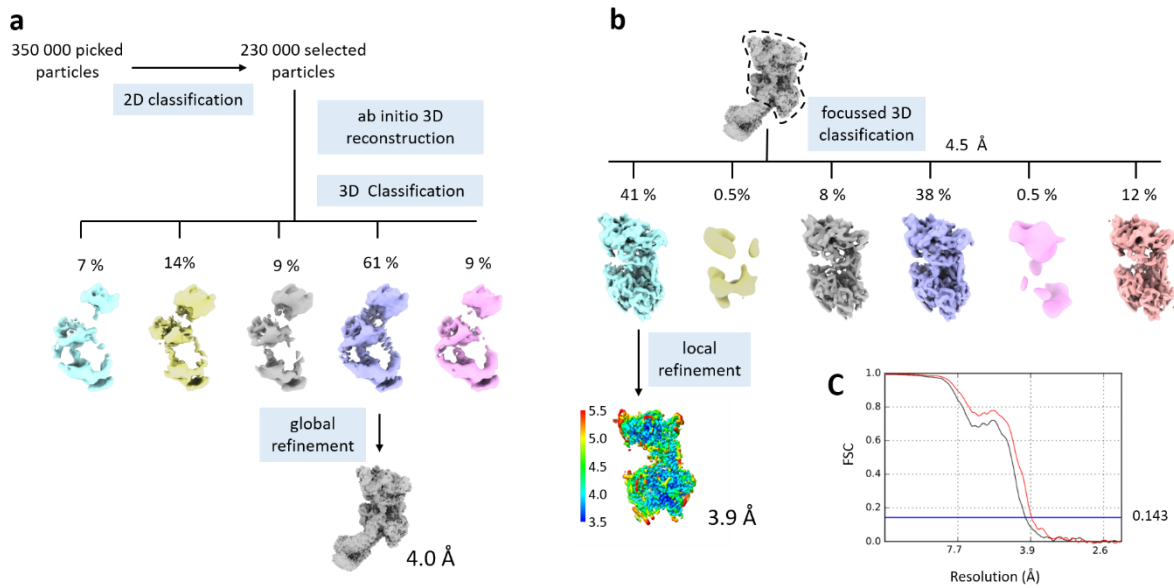 a
350 000 picked
particles
230 000 selected
particles
2D classification
ab initio 3D
reconstruction
3D Classification
7 %
14%
9 %
61 %
9 %
global
refinement
4.0 Å
b
focussed 3D
classification
4.5 Å
41 %
0.5%
8 %
38 %
0.5%
12 %
local
refinement
5.5
5.0
4.5
4.0
3.5
3.9 Å
C
1.0
0.8
0.6
0.4
0.2
0.0
FSC
0.143
7.7
3.9
2.6
Resolution (Å)